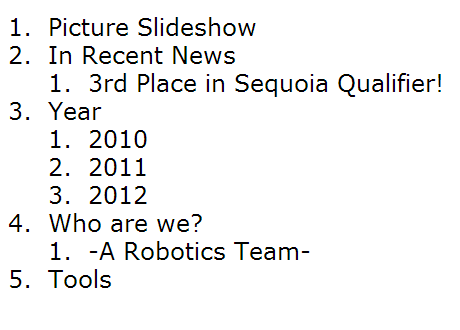 1. Picture Slideshow
2. In Recent News
1. 3rd Place in Sequoia Qualifier!
3. Year
1. 2010
2. 2011
3. 2012
4. Who are we?
1. -A Robotics Team-
5. Tools